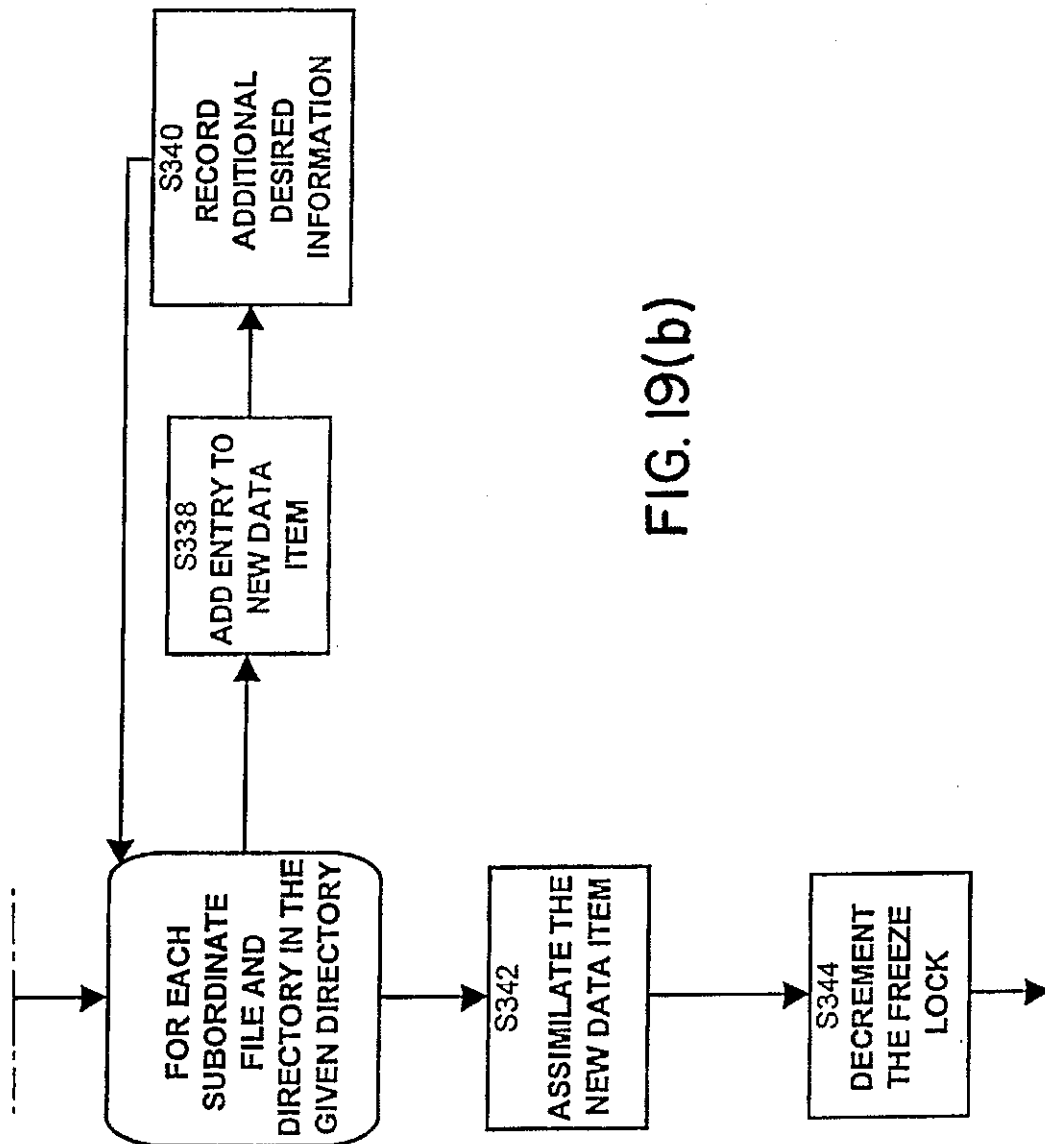 FOR EACH
SUBORDINATE
FILE AND
DIRECTORY IN THE
GIVEN DIRECTORY
S338
ADD ENTRY TO
NEW DATA
ITEM
S340
RECORD
ADDITIONAL
DESIRED
INFORMATION
S342
ASSIMILATE THE
NEW DATA ITEM
S344
DECREMENT
THE FREEZE
LOCK
FIG. 19(b)